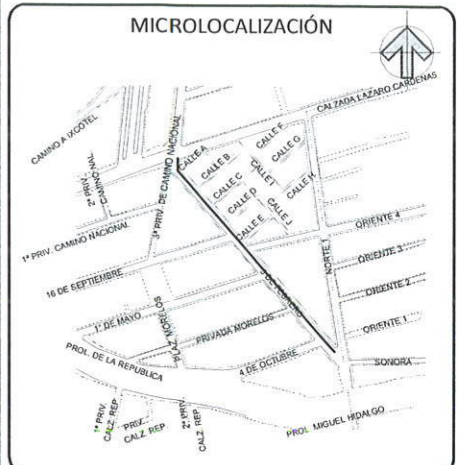 MICROLOCALIZACIÓN
CALZADA LAZARO CARDENAS
CAMINO A IXCOTEL
2ª PRIV. CAMINO NAL
3ª PRIV. DE CAMINO NACIONAL
CALLE A
CALLE B
CALLE C
CALLE D
CALLE E
CALLE F
CALLE G
CALLE H
CALLE I
CALLE J
1ª PRIV. CAMINO NACIONAL
16 DE SEPTIEMBRE
NORTE 1
ORIENTE 4
ORIENTE 3
ORIENTE 2
ORIENTE 1
SONORA
1° DE MAYO
PLAZ. MORELOS
PRIVADA MORELOS
PROL. DE LA REPUBLICA
4 DE OCTUBRE
1ª PRIV. CALZ. REP
PRIV. CALZ. REP
2ª PRIV. CALZ. REP
PROL. MIGUEL HIDALGO